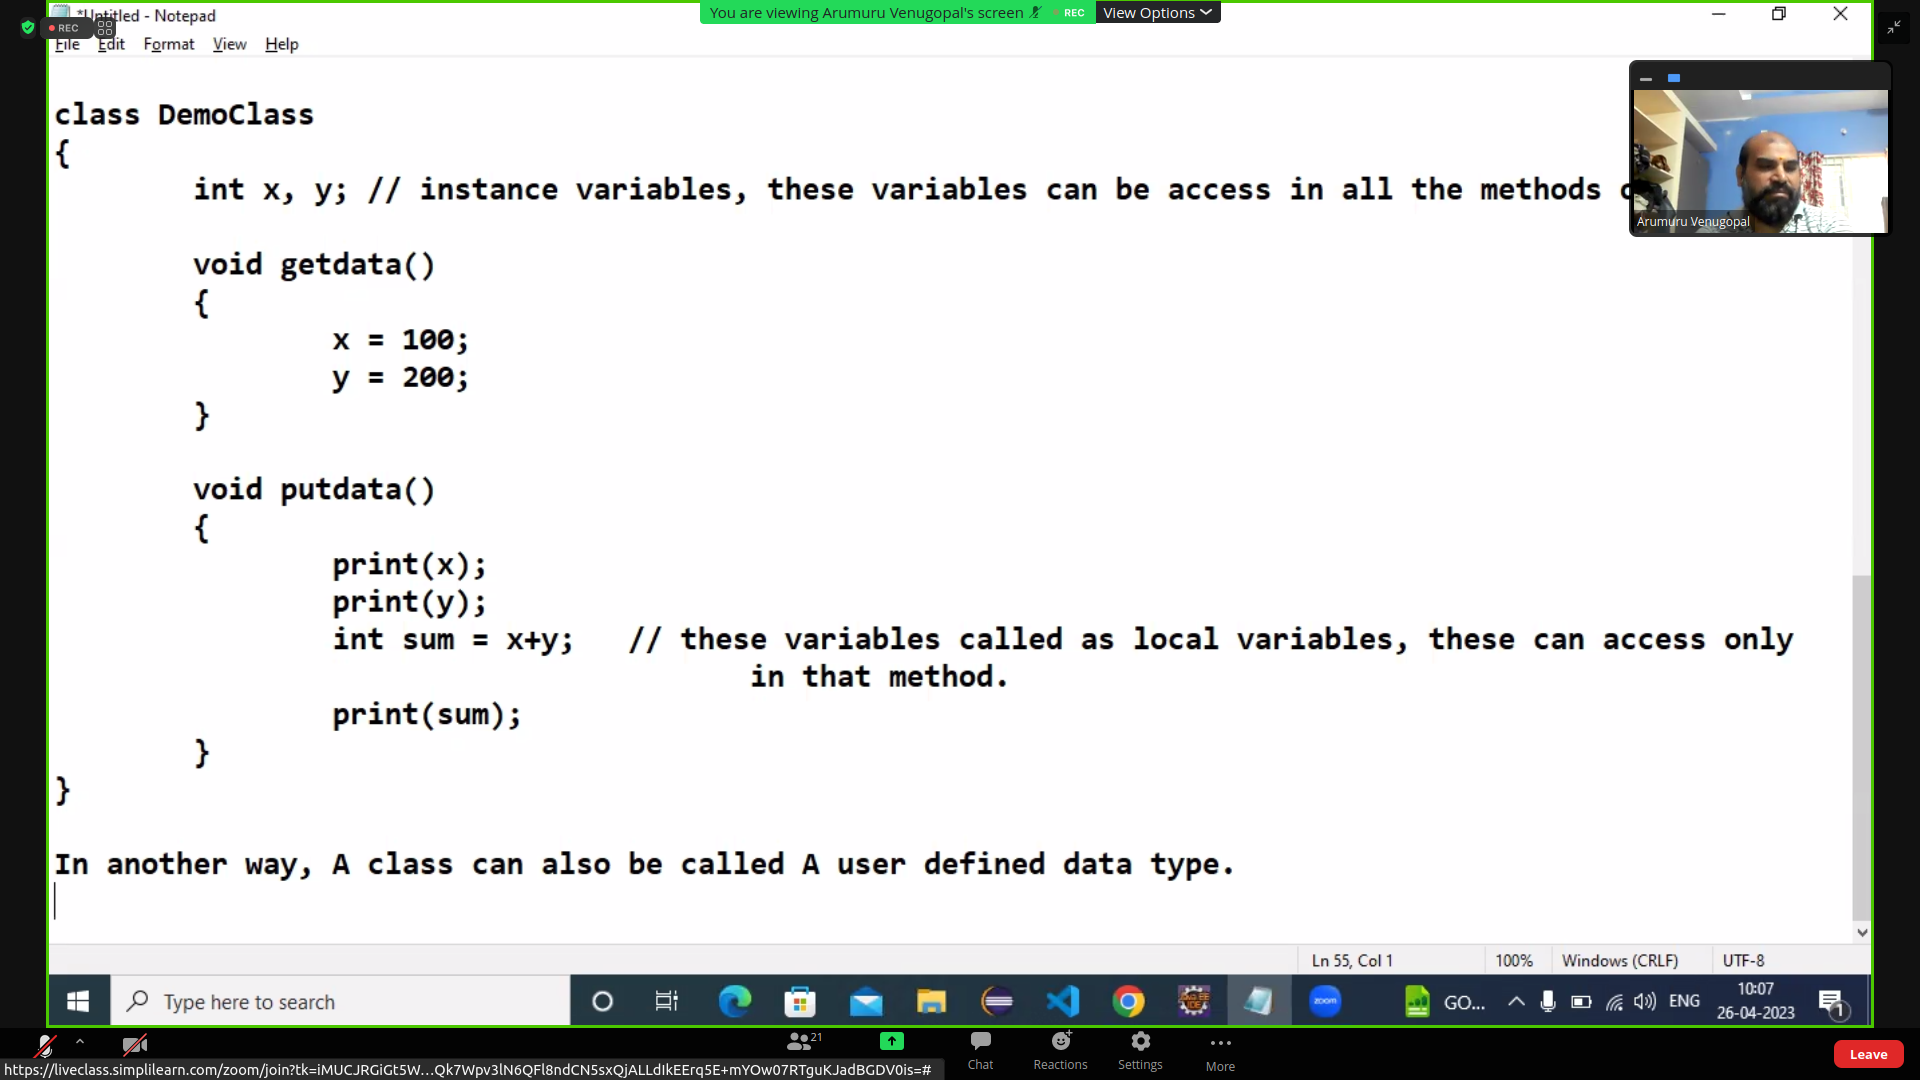 *Untitled - Notepad
REC
You are viewing Arumuru Venugopal's screen
REC
View Options
File Edit Format View Help
class DemoClass
{
int x, y; // instance variables, these variables can be access in all the methods
Arumuru Venugopal
void getdata()
{
x = 100;
y = 200;
}
void putdata()
{
print(x);
print(y);
int sum = x+y; // these variables called as local variables, these can access only
in that method.
print(sum);
}
}
In another way, A class can also be called A user defined data type.
Ln 55, Col 1 100% Windows (CRLF) UTF-8
Type here to search
zoom
GO...
ENG
10:07
26-04-2023
1
21
Chat
Reactions
Settings
More
Leave
https://liveclass.simplilearn.com/zoom/join?tk=iMUCJRGiGt5W...Qk7Wpv3lN6QFl8ndCN5sxQjALLdIkEErq5E+mYOw07RTguKJadBGDV0is=#